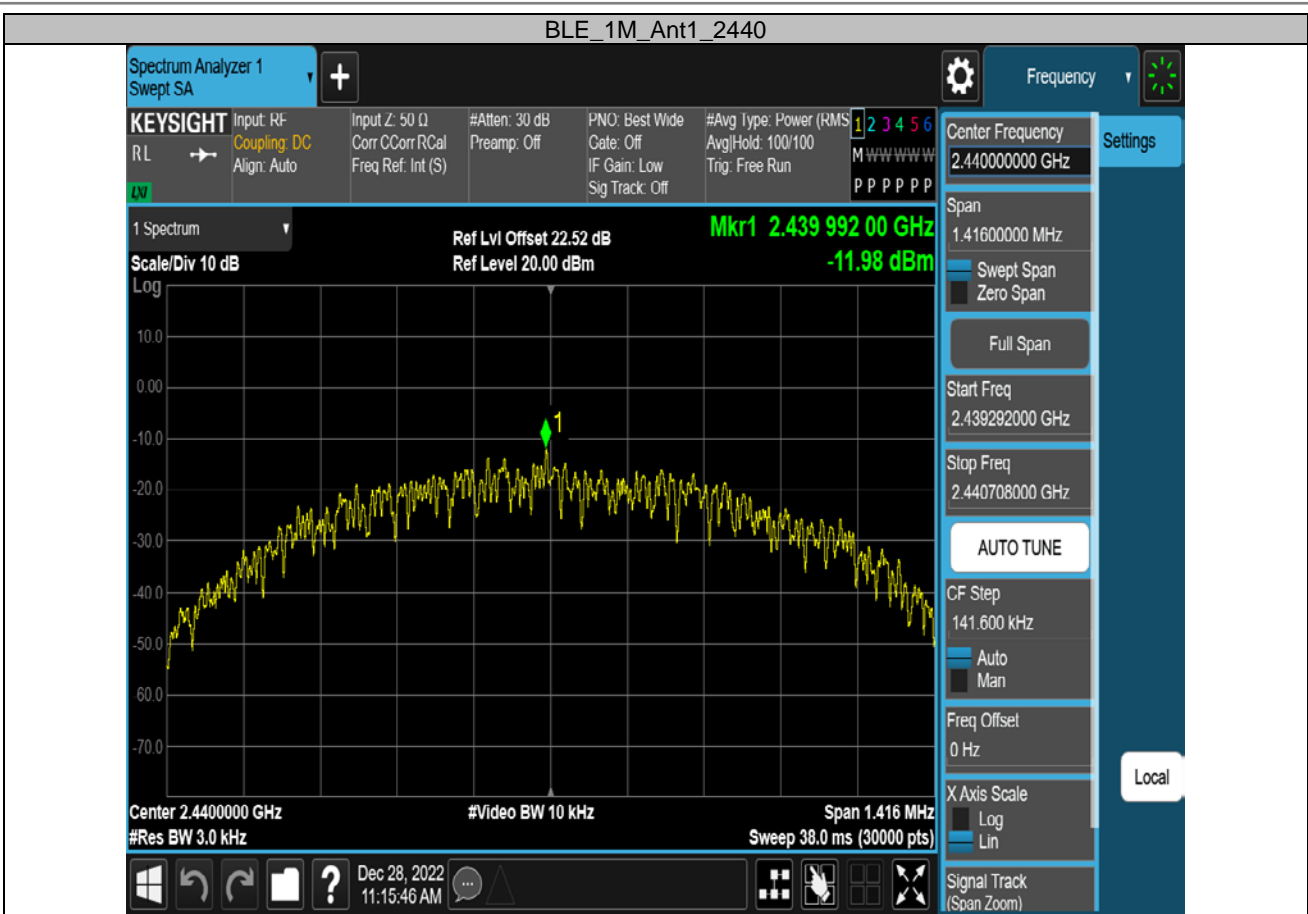 BLE_1M_Ant1_2440
Spectrum Analyzer 1
Swept SA
+
Frequency
KEYSIGHT
RL
LXI
Input: RF
Coupling: DC
Align: Auto
Input Z: 50 Ω
Corr CCorr RCal
Freq Ref: Int (S)
#Atten: 30 dB
Preamp: Off
PNO: Best Wide
Gate: Off
IF Gain: Low
Sig Track: Off
#Avg Type: Power (RMS
Avg|Hold: 100/100
Trig: Free Run
1 2 3 4 5 6
M W W W W W
P P P P P P
1 Spectrum
Scale/Div 10 dB
Log
Ref Lvl Offset 22.52 dB
Ref Level 20.00 dBm
Mkr1 2.439 992 00 GHz
-11.98 dBm
10.0
0.00
-10.0
-20.0
-30.0
-40.0
-50.0
-60.0
-70.0
1
Center 2.4400000 GHz
#Res BW 3.0 kHz
#Video BW 10 kHz
Span 1.416 MHz
Sweep 38.0 ms (30000 pts)
?
Dec 28, 2022
11:15:46 AM
Center Frequency
2.440000000 GHz
Settings
Span
1.41600000 MHz
Swept Span
Zero Span
Full Span
Start Freq
2.439292000 GHz
Stop Freq
2.440708000 GHz
AUTO TUNE
CF Step
141.600 kHz
Auto
Man
Freq Offset
0 Hz
X Axis Scale
Log
Lin
Local
Signal Track
(Span Zoom)